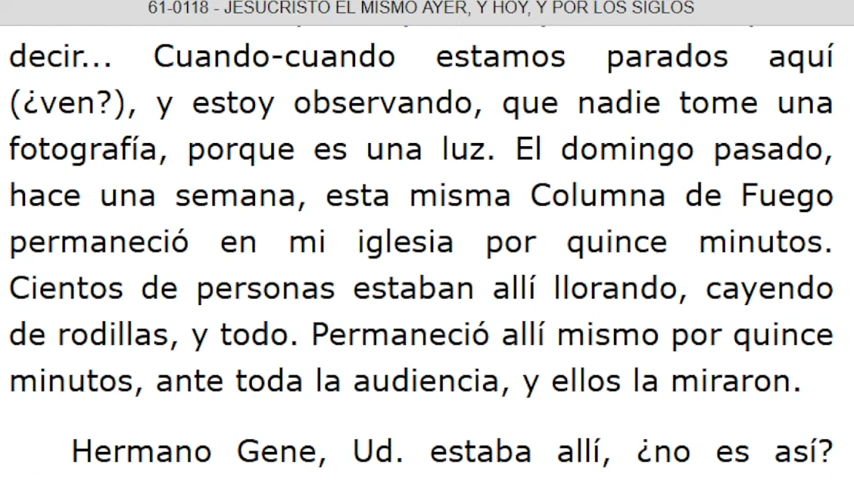 61-0118 - JESUCRISTO EL MISMO AYER, Y HOY, Y POR LOS SIGLOS
decir... Cuando-cuando estamos parados aquí
(¿ven?), y estoy observando, que nadie tome una
fotografía, porque es una luz. El domingo pasado,
hace una semana, esta misma Columna de Fuego
permaneció en mi iglesia por quince minutos.
Cientos de personas estaban allí llorando, cayendo
de rodillas, y todo. Permaneció allí mismo por quince
minutos, ante toda la audiencia, y ellos la miraron.
Hermano Gene, Ud. estaba allí, ¿no es así?